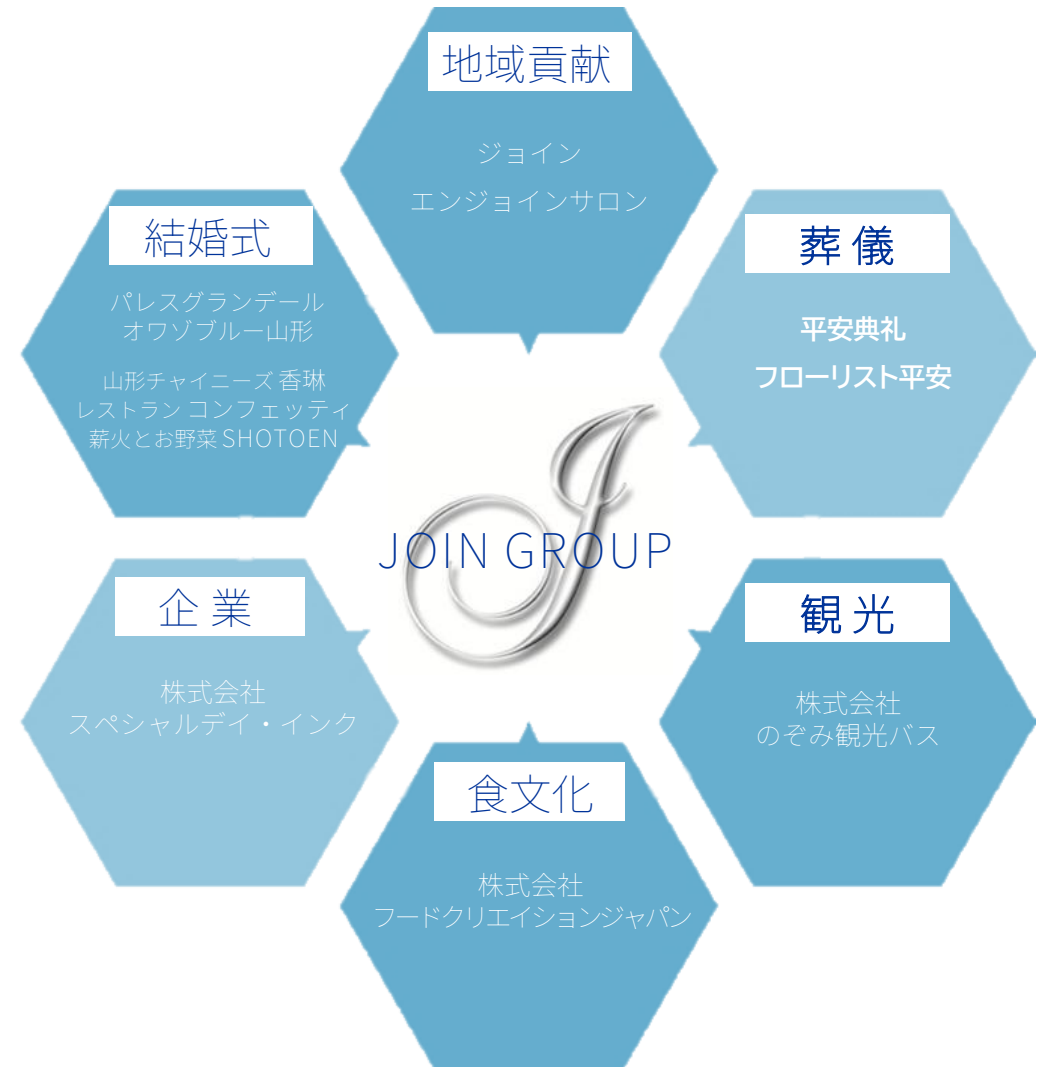 地域貢献
ジョイン
エンジョインサロン
結婚式
パレスグランデール
オワゾブルー山形
山形チャイニーズ 香琳
レストラン コンフェッティ
薪火とお野菜 SHOTOEN
葬 儀
平安典礼
フローリスト平安
JOIN GROUP
企 業
株式会社
スペシャルデイ・インク
観 光
株式会社
のぞみ観光バス
食文化
株式会社
フードクリエイションジャパン